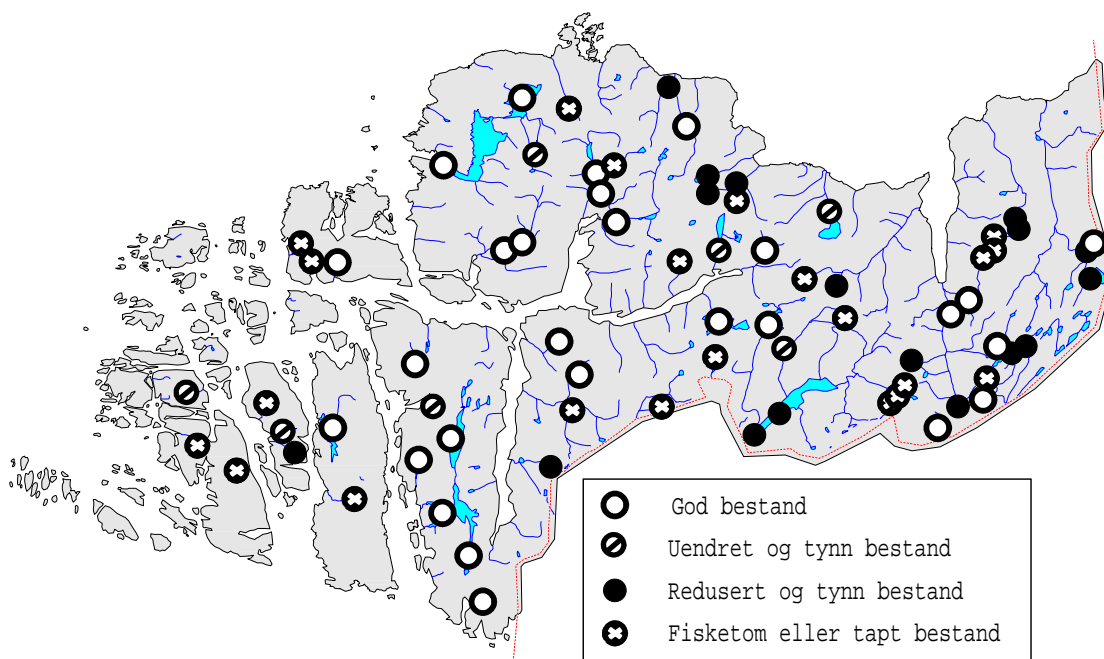 God bestand
Uendret og tynn bestand
Redusert og tynn bestand
Fisketom eller tapt bestand